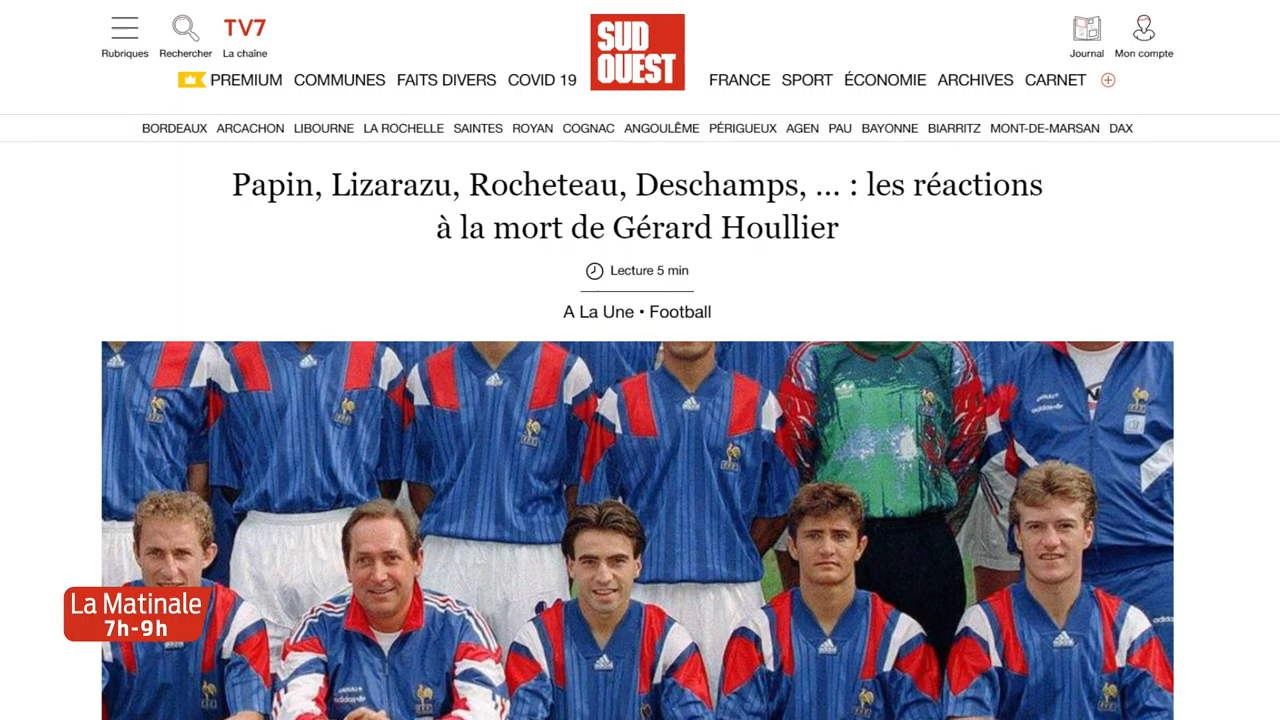 Rubriques
Rechercher
TV7
La chaîne
SUD
OUEST
Journal
Mon compte
PREMIUM COMMUNES FAITS DIVERS COVID 19 FRANCE SPORT ÉCONOMIE ARCHIVES CARNET
BORDEAUX ARCACHON LIBOURNE LA ROCHELLE SAINTES ROYAN COGNAC ANGOULÊME PÉRIGUEUX AGEN PAU BAYONNE BIARRITZ MONT-DE-MARSAN DAX
Papin, Lizarazu, Rocheteau, Deschamps, ... : les réactions
à la mort de Gérard Houllier
Lecture 5 min
A La Une • Football
La Matinale
7h-9h
adidas